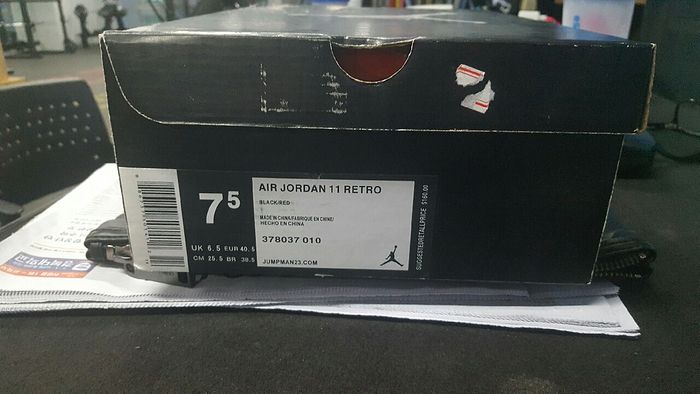 7⁵
UK 6.5 EUR 40.5
CM 25.5 BR 38.5
AIR JORDAN 11 RETRO
BLACK/RED
MADE IN CHINA/FABRIQUE EN CHINE/
HECHO EN CHINA
378037 010
JUMPMAN23.COM
SUGGESTED RETAIL PRICE $160.00